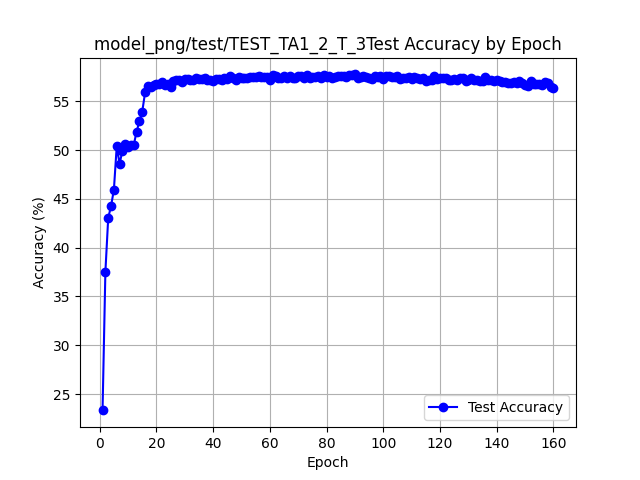 model_png/test/TEST_TA1_2_T_3Test Accuracy by Epoch
Accuracy (%)
55
50
45
40
35
30
25
0 20 40 60 80 100 120 140 160
Epoch
Test Accuracy